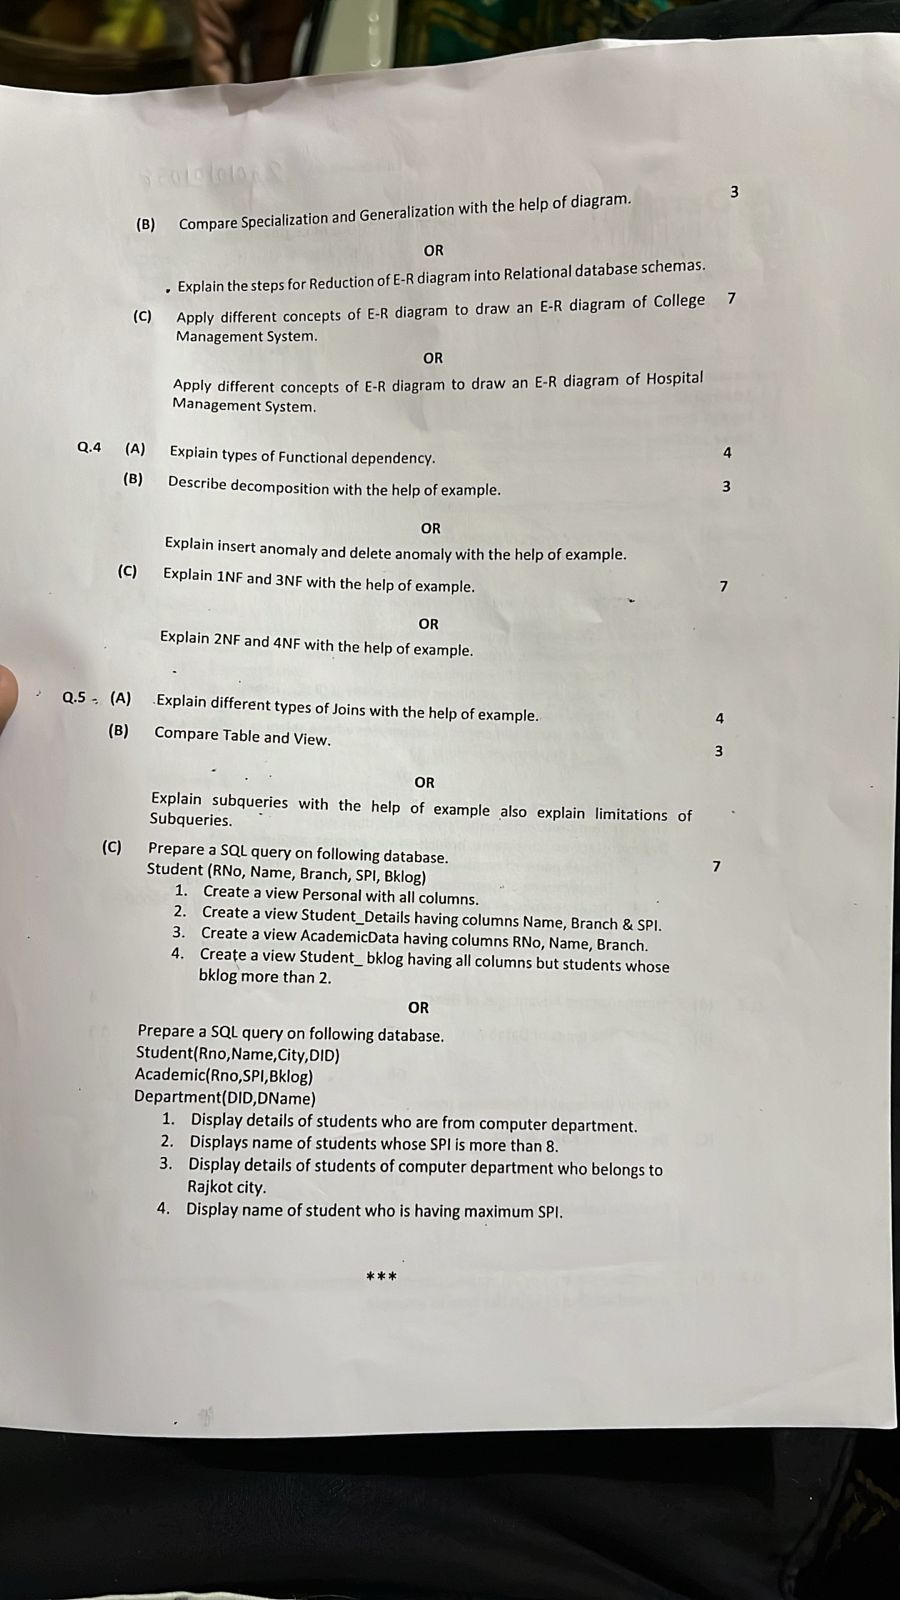 (B) Compare Specialization and Generalization with the help of diagram. 3
OR
Explain the steps for Reduction of E-R diagram into Relational database schemas.
(C) Apply different concepts of E-R diagram to draw an E-R diagram of College 7
Management System.
OR
Apply different concepts of E-R diagram to draw an E-R diagram of Hospital
Management System.
Q.4 (A) Explain types of Functional dependency. 4
(B) Describe decomposition with the help of example. 3
OR
Explain insert anomaly and delete anomaly with the help of example.
(C) Explain 1NF and 3NF with the help of example. 7
OR
Explain 2NF and 4NF with the help of example.
Q.5 (A) Explain different types of Joins with the help of example. 4
(B) Compare Table and View. 3
OR
Explain subqueries with the help of example also explain limitations of
Subqueries.
(C) Prepare a SQL query on following database. 7
Student (RNo, Name, Branch, SPI, Bklog)
1. Create a view Personal with all columns.
2. Create a view Student_Details having columns Name, Branch & SPI.
3. Create a view AcademicData having columns RNo, Name, Branch.
4. Create a view Student_ bklog having all columns but students whose
bklog more than 2.
OR
Prepare a SQL query on following database.
Student(Rno,Name,City,DID)
Academic(Rno,SPI,Bklog)
Department(DID,DName)
1. Display details of students who are from computer department.
2. Displays name of students whose SPI is more than 8.
3. Display details of students of computer department who belongs to
Rajkot city.
4. Display name of student who is having maximum SPI.
***